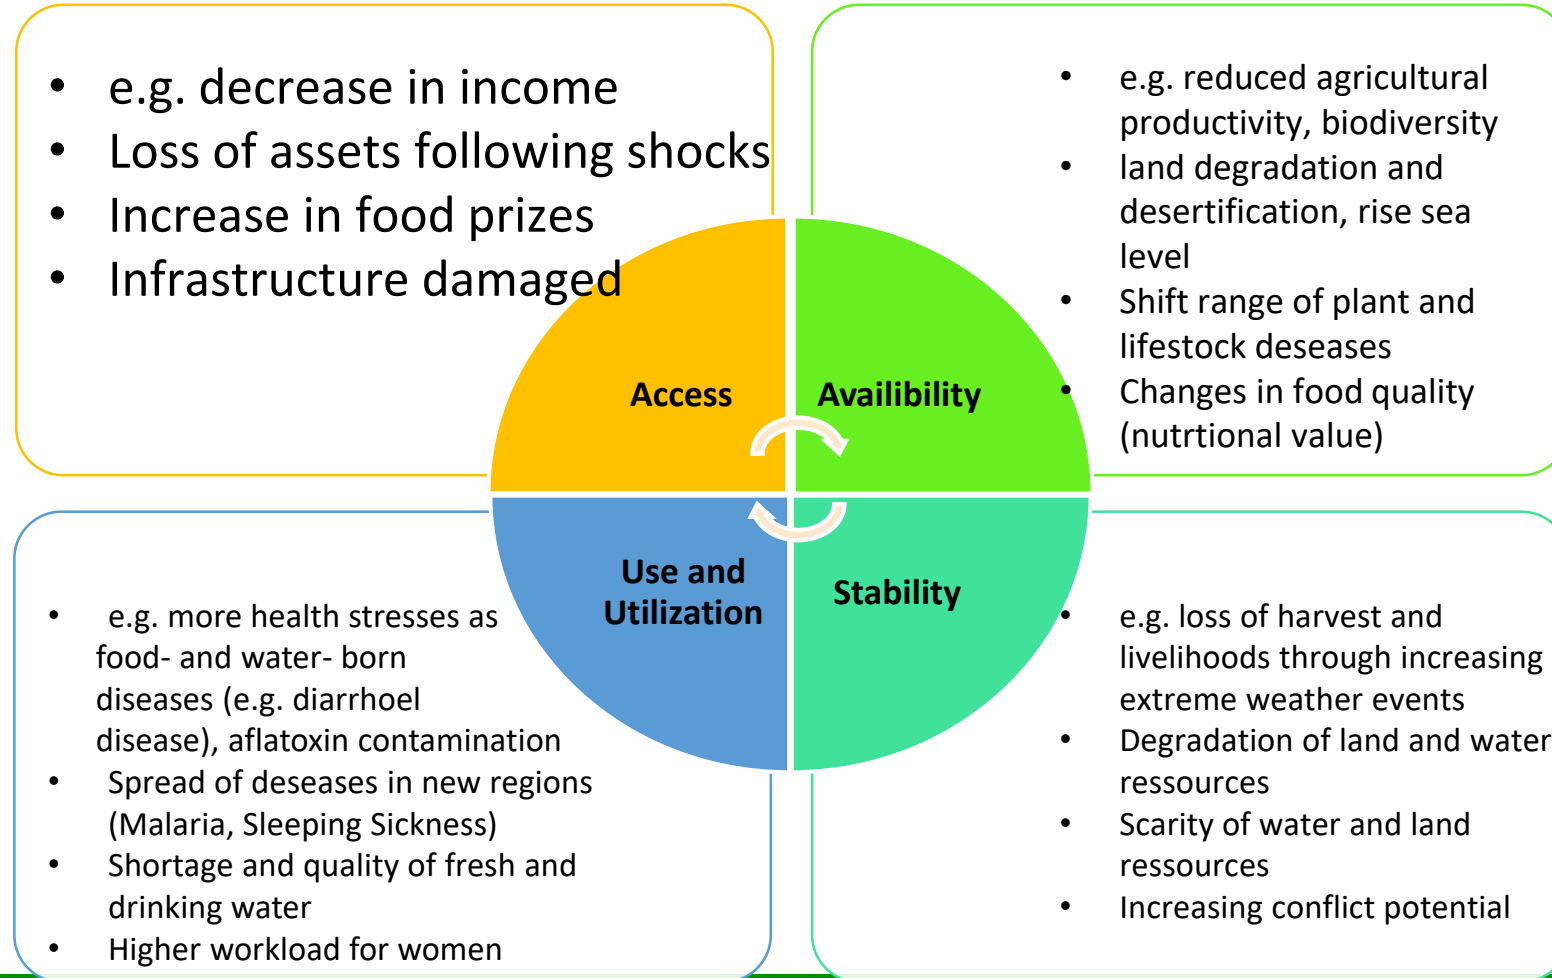 • e.g. decrease in income
• Loss of assets following shocks
• Increase in food prizes
• Infrastructure damaged
• e.g. reduced agricultural
productivity, biodiversity
• land degradation and
desertification, rise sea
level
• Shift range of plant and
lifestock deseases
• Changes in food quality
(nutrtional value)
Access
Availibility
Use and
Utilization
Stability
• e.g. more health stresses as
food- and water- born
diseases (e.g. diarrhoel
disease), aflatoxin contamination
• Spread of deseases in new regions
(Malaria, Sleeping Sickness)
• Shortage and quality of fresh and
drinking water
• Higher workload for women
• e.g. loss of harvest and
livelihoods through increasing
extreme weather events
• Degradation of land and water
ressources
• Scarity of water and land
ressources
• Increasing conflict potential